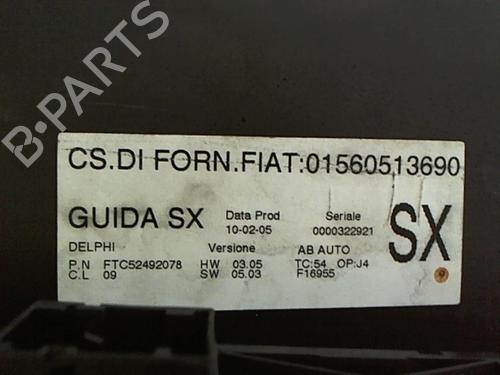 B-PARTS
CS.DI FORN.FIAT:01560513690
GUIDA SX Data Prod Seriale SX
10-02-05 0000322921
DELPHI Versione AB AUTO
P.N FTC52492078 HW 03.05 TC:54 OP:J4
C.L 09 SW 05.03 F16955